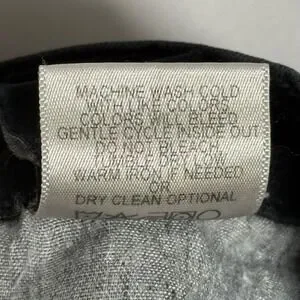 MACHINE WASH COLD
WITH LIKE COLORS
COLORS WILL BLEED
GENTLE CYCLE INSIDE OUT
DO NOT BLEACH
TUMBLE DRY LOW
WARM IRON IF NEEDED
OR
DRY CLEAN OPTIONAL